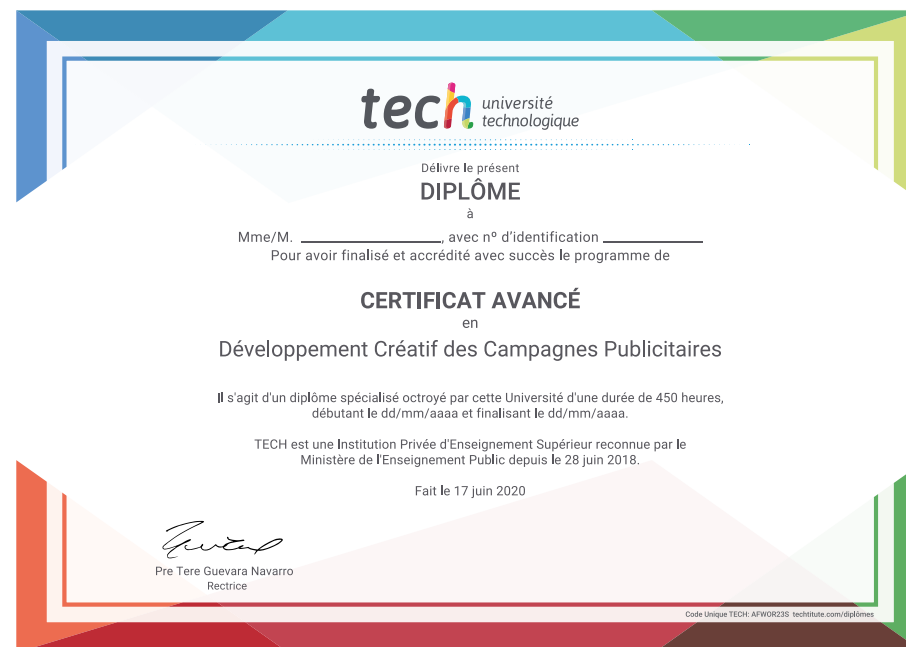 tech université
technologique
Délivre le présent
DIPLÔME
à
Mme/M. ____________________, avec nº d'identification ______________
Pour avoir finalisé et accrédité avec succès le programme de
CERTIFICAT AVANCÉ
en
Développement Créatif des Campagnes Publicitaires
Il s'agit d'un diplôme spécialisé octroyé par cette Université d'une durée de 450 heures,
débutant le dd/mm/aaaa et finalisant le dd/mm/aaaa.
TECH est une Institution Privée d'Enseignement Supérieur reconnue par le
Ministère de l'Enseignement Public depuis le 28 juin 2018.
Fait le 17 juin 2020
Pre Tere Guevara Navarro
Rectrice
Code Unique TECH: AFWOR23S techtitute.com/diplômes